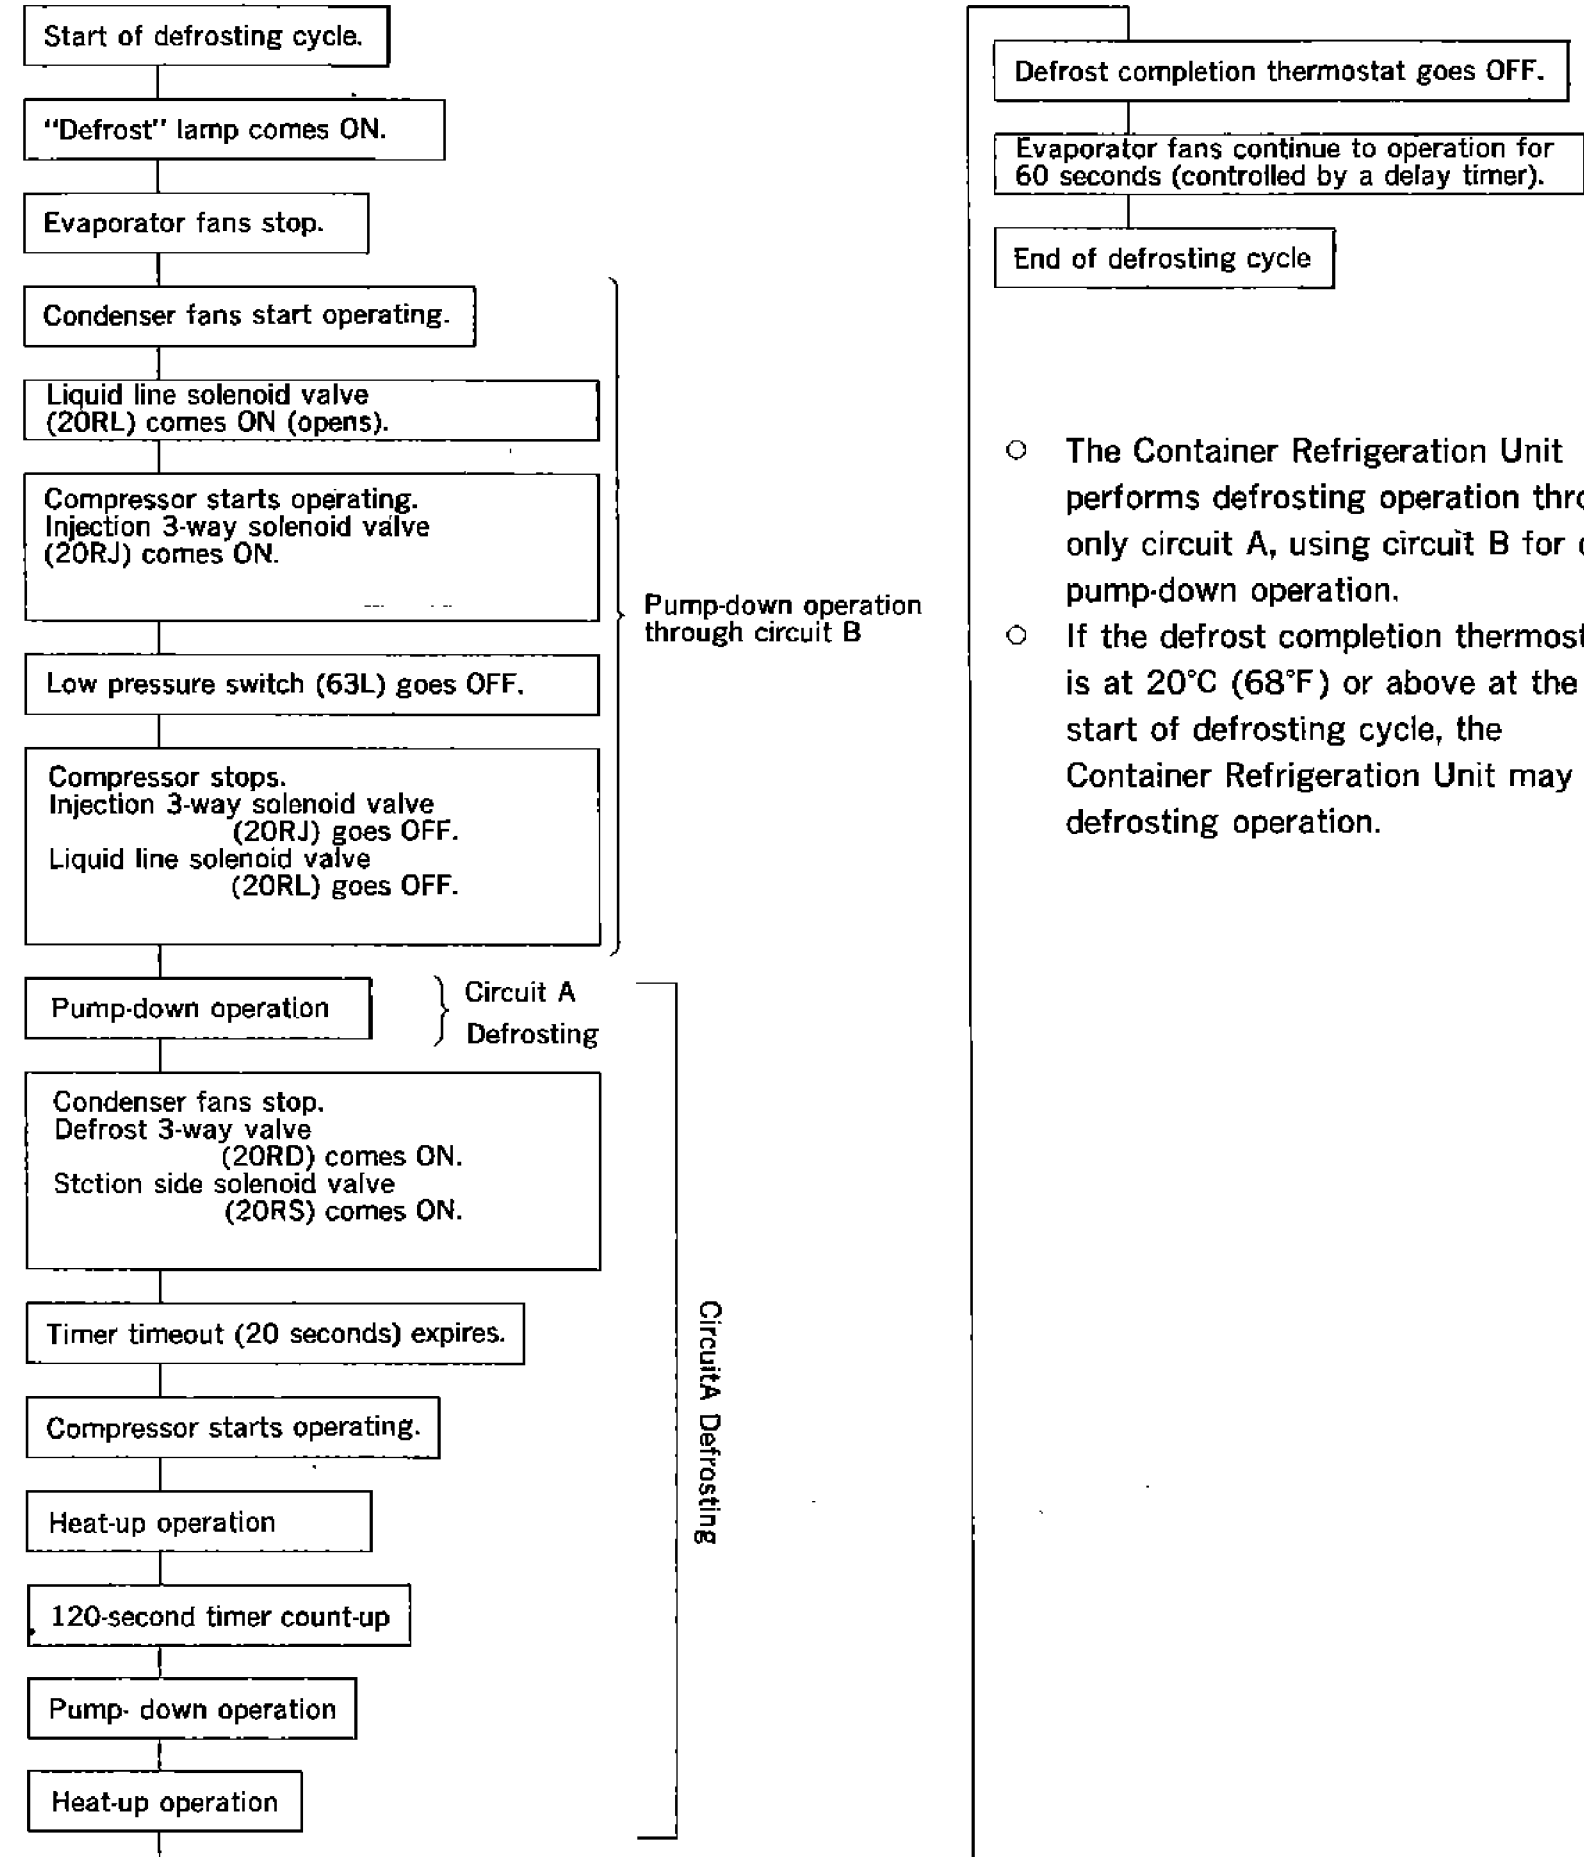 Start of defrosting cycle.
"Defrost" lamp comes ON.
Evaporator fans stop.
Condenser fans start operating.
Liquid line solenoid valve
(20RL) comes ON (opens).
Compressor starts operating.
Injection 3-way solenoid valve
(20RJ) comes ON.
Low pressure switch (63L) goes OFF.
Compressor stops.
Injection 3-way solenoid valve
(20RJ) goes OFF.
Liquid line solenoid valve
(20RL) goes OFF.
Pump-down operation
through circuit B
Pump-down operation
Circuit A
Defrosting
Condenser fans stop.
Defrost 3-way valve
(20RD) comes ON.
Stction side solenoid valve
(20RS) comes ON.
Timer timeout (20 seconds) expires.
Compressor starts operating.
Heat-up operation
120-second timer count-up
Pump- down operation
Heat-up operation
CircuitA Defrosting
Defrost completion thermostat goes OFF.
Evaporator fans continue to operation for
60 seconds (controlled by a delay timer).
End of defrosting cycle
○ The Container Refrigeration Unit
performs defrosting operation
only circuit A, using circuit B for
pump-down operation.
○ If the defrost completion
is at 20°C (68°F) or above at the
start of defrosting cycle, the
Container Refrigeration Unit may
defrosting operation.